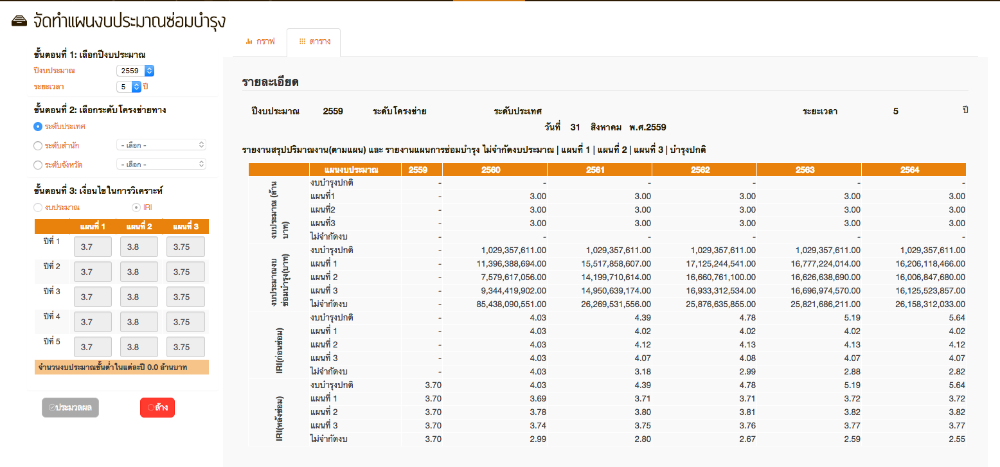 จัดทำแผนงบประมาณซ่อมบำรุง
ขั้นตอนที่ 1: เลือกปีงบประมาณ
ปีงบประมาณ 2559
ระยะเวลา 5 ปี
ขั้นตอนที่ 2: เลือกระดับโครงข่ายทาง
ระดับประเทศ
ระดับสำนัก - เลือก -
ระดับจังหวัด - เลือก -
ขั้นตอนที่ 3: เงื่อนไขในการวิเคราะห์
งบประมาณ IRI
แผนที่ 1 แผนที่ 2 แผนที่ 3
ปีที่ 1 3.7 3.8 3.75
ปีที่ 2 3.7 3.8 3.75
ปีที่ 3 3.7 3.8 3.75
ปีที่ 4 3.7 3.8 3.75
ปีที่ 5 3.7 3.8 3.75
จำนวนงบประมาณขั้นต่ำในแต่ละปี 0.0 ล้านบาท
ประมวลผล ล้าง
กราฟ ตาราง
รายละเอียด
ปีงบประมาณ 2559 ระดับโครงข่าย ระดับประเทศ ระยะเวลา 5 ปี
วันที่ 31 สิงหาคม พ.ศ.2559
รายงานสรุปปริมาณงาน(ตามแผน) และ รายงานแผนการซ่อมบำรุง ไม่จำกัดงบประมาณ | แผนที่ 1 | แผนที่ 2 | แผนที่ 3 | บำรุงปกติ
แผนงบประมาณ 2559 2560 2561 2562 2563 2564
งบประมาณ (ล้าน
บาท)
งบบำรุงปกติ - - - - - -
แผนที่1 - 3.00 3.00 3.00 3.00 3.00
แผนที่2 - 3.00 3.00 3.00 3.00 3.00
แผนที่3 - 3.00 3.00 3.00 3.00 3.00
ไม่จำกัดงบ - - - - - -
งบประมาณงบ
ซ่อมบำรุง(บาท)
งบบำรุงปกติ - 1,029,357,611.00 1,029,357,611.00 1,029,357,611.00 1,029,357,611.00 1,029,357,611.00
แผนที่ 1 - 11,396,388,694.00 15,517,858,607.00 17,125,244,541.00 16,777,224,014.00 16,206,118,466.00
แผนที่ 2 - 7,579,617,056.00 14,199,710,614.00 16,660,761,100.00 16,626,638,690.00 16,006,847,680.00
แผนที่ 3 - 9,344,419,902.00 14,950,639,174.00 16,933,312,534.00 16,696,974,570.00 16,125,523,857.00
ไม่จำกัดงบ - 85,438,090,551.00 26,269,531,556.00 25,876,635,855.00 25,821,686,211.00 26,158,312,033.00
IRI(ก่อนซ่อม)
งบบำรุงปกติ - 4.03 4.39 4.78 5.19 5.64
แผนที่ 1 - 4.03 4.02 4.02 4.02 4.02
แผนที่ 2 - 4.03 4.12 4.13 4.13 4.12
แผนที่ 3 - 4.03 4.07 4.08 4.07 4.07
ไม่จำกัดงบ - 4.03 3.18 2.99 2.88 2.82
IRI(หลังซ่อม)
งบบำรุงปกติ 3.70 4.03 4.39 4.78 5.19 5.64
แผนที่ 1 3.70 3.69 3.71 3.71 3.72 3.72
แผนที่ 2 3.70 3.78 3.80 3.81 3.82 3.82
แผนที่ 3 3.70 3.74 3.75 3.76 3.77 3.77
ไม่จำกัดงบ 3.70 2.99 2.80 2.67 2.59 2.55